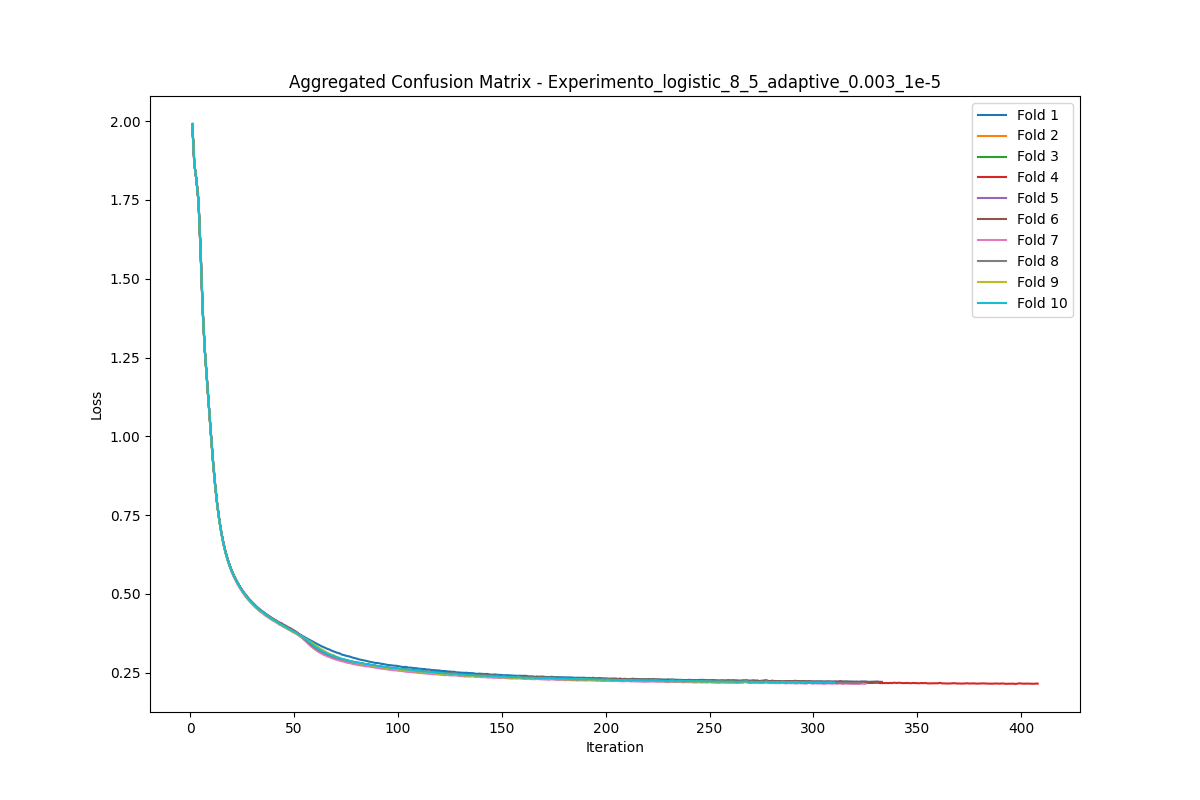 Aggregated Confusion Matrix - Experimento_logistic_8_5_adaptive_0.003_1e-5
Fold 1
Fold 2
Fold 3
Fold 4
Fold 5
Fold 6
Fold 7
Fold 8
Fold 9
Fold 10
2.00
1.75
1.50
1.25
1.00
0.75
0.50
0.25
Loss
0 50 100 150 200 250 300 350 400
Iteration